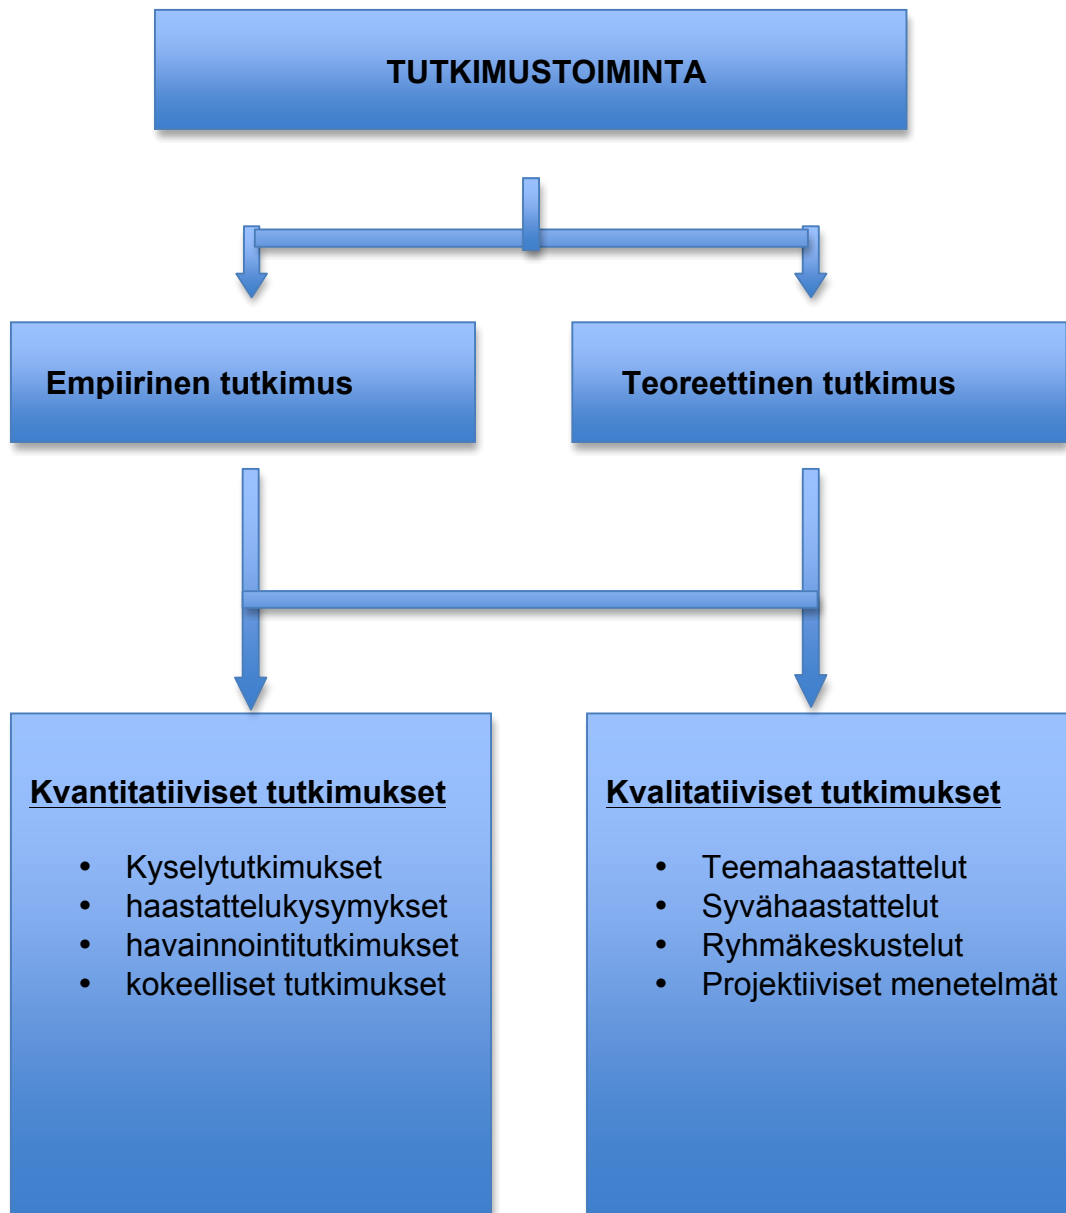 TUTKIMUSTOIMINTA
Empiirinen tutkimus
Teoreettinen tutkimus
Kvantitatiiviset tutkimukset
• Kyselytutkimukset
• haastattelukysymykset
• havainnointitutkimukset
• kokeelliset tutkimukset
Kvalitatiiviset tutkimukset
• Teemahaastattelut
• Syvähaastattelut
• Ryhmäkeskustelut
• Projektiiviset menetelmät